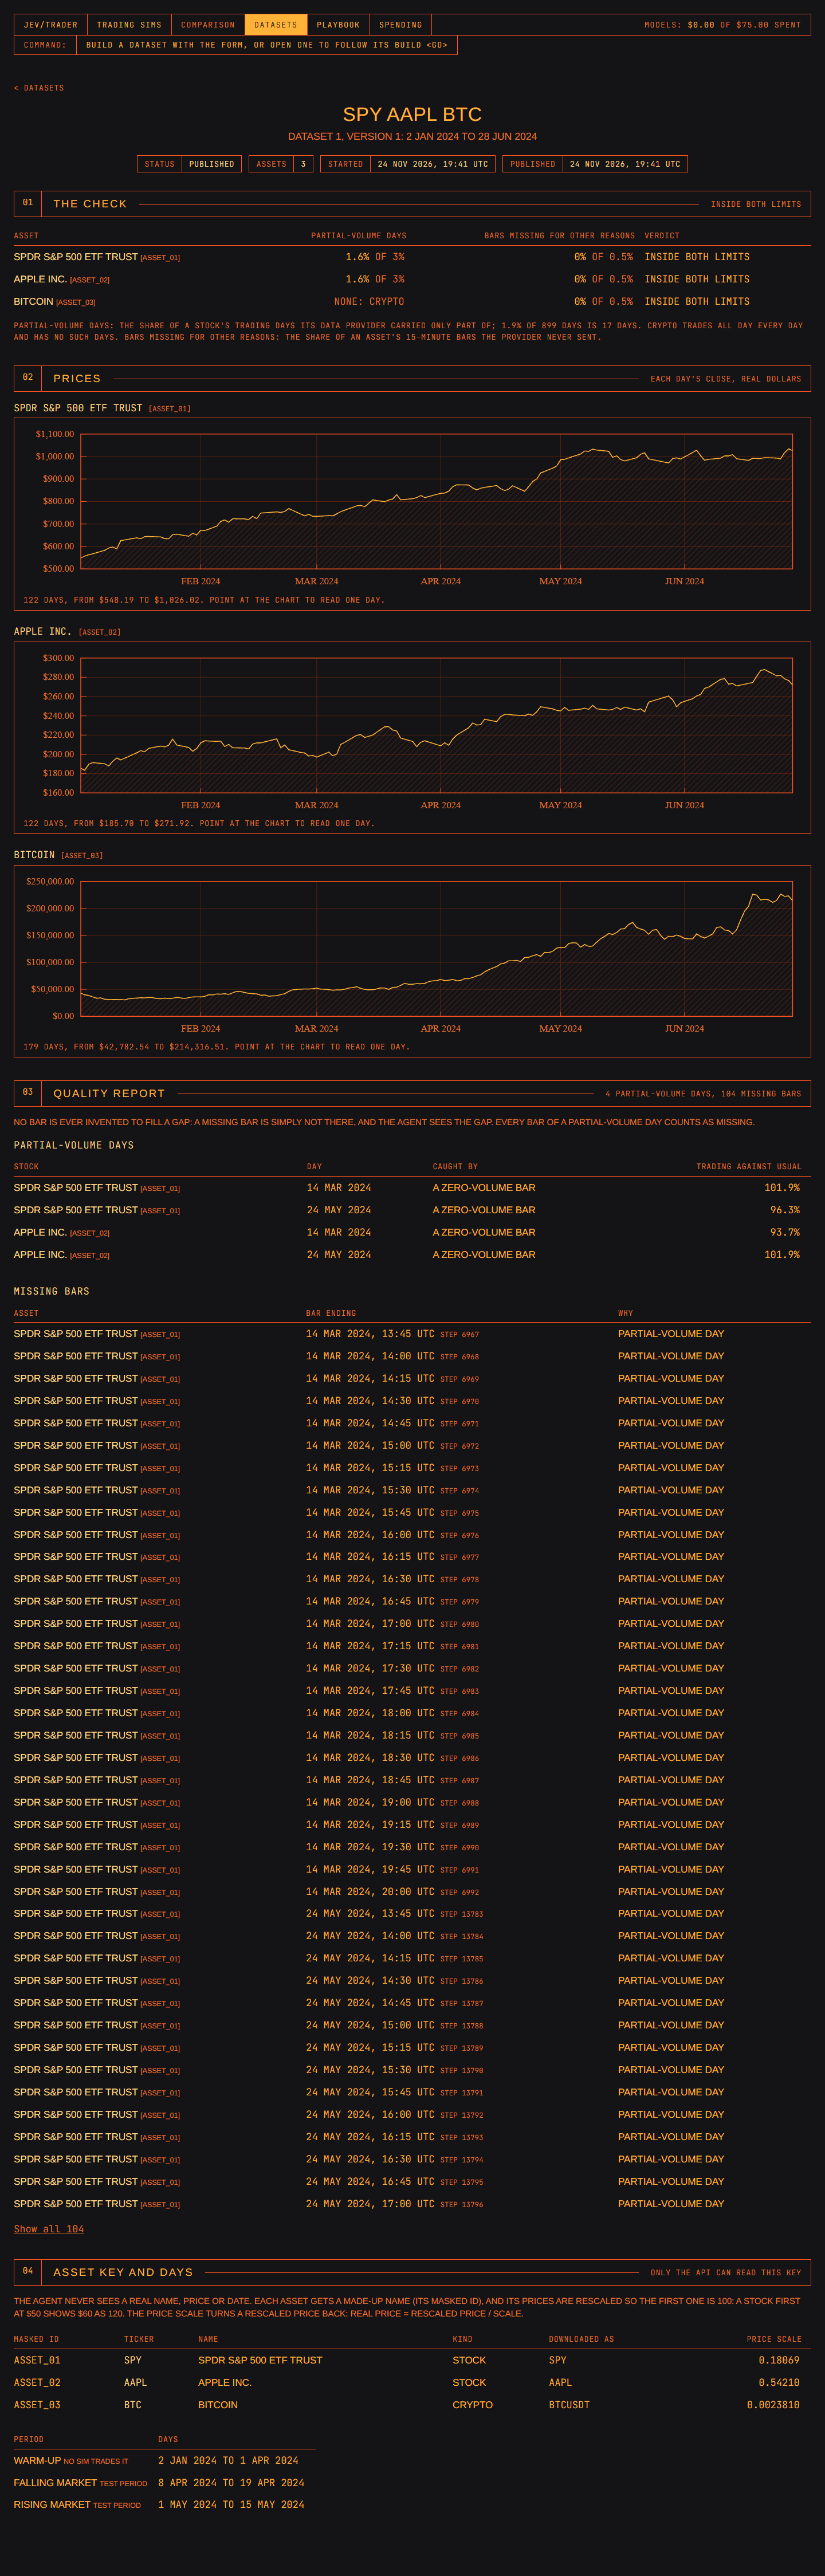 JEV/TRADER TRADING SIMS COMPARISON DATASETS PLAYBOOK SPENDING MODELS: $0.00 OF $75.00 SPENT
COMMAND: BUILD A DATASET WITH THE FORM, OR OPEN ONE TO FOLLOW ITS BUILD <GO>
< DATASETS
SPY AAPL BTC
DATASET 1, VERSION 1: 2 JAN 2024 TO 28 JUN 2024
STATUS PUBLISHED ASSETS 3 STARTED 24 NOV 2026, 19:41 UTC PUBLISHED 24 NOV 2026, 19:41 UTC
01 THE CHECK INSIDE BOTH LIMITS
ASSET PARTIAL-VOLUME DAYS BARS MISSING FOR OTHER REASONS VERDICT
SPDR S&P 500 ETF TRUST [ASSET_01] 1.6% OF 3% 0% OF 0.5% INSIDE BOTH LIMITS
APPLE INC. [ASSET_02] 1.6% OF 3% 0% OF 0.5% INSIDE BOTH LIMITS
BITCOIN [ASSET_03] NONE: CRYPTO 0% OF 0.5% INSIDE BOTH LIMITS
PARTIAL-VOLUME DAYS: THE SHARE OF A STOCK'S TRADING DAYS ITS DATA PROVIDER CARRIED ONLY PART OF; 1.9% OF 899 DAYS IS 17 DAYS. CRYPTO TRADES ALL DAY EVERY DAY
AND HAS NO SUCH DAYS. BARS MISSING FOR OTHER REASONS: THE SHARE OF AN ASSET'S 15-MINUTE BARS THE PROVIDER NEVER SENT.
02 PRICES EACH DAY'S CLOSE, REAL DOLLARS
SPDR S&P 500 ETF TRUST [ASSET_01]
$1,100.00
$1,000.00
$900.00
$800.00
$700.00
$600.00
$500.00
FEB 2024 MAR 2024 APR 2024 MAY 2024 JUN 2024
122 DAYS, FROM $548.19 TO $1,026.02. POINT AT THE CHART TO READ ONE DAY.
APPLE INC. [ASSET_02]
$300.00
$280.00
$260.00
$240.00
$220.00
$200.00
$180.00
$160.00
FEB 2024 MAR 2024 APR 2024 MAY 2024 JUN 2024
122 DAYS, FROM $185.70 TO $271.92. POINT AT THE CHART TO READ ONE DAY.
BITCOIN [ASSET_03]
$250,000.00
$200,000.00
$150,000.00
$100,000.00
$50,000.00
$0.00
FEB 2024 MAR 2024 APR 2024 MAY 2024 JUN 2024
179 DAYS, FROM $42,782.54 TO $214,316.51. POINT AT THE CHART TO READ ONE DAY.
03 QUALITY REPORT 4 PARTIAL-VOLUME DAYS, 104 MISSING BARS
NO BAR IS EVER INVENTED TO FILL A GAP: A MISSING BAR IS SIMPLY NOT THERE, AND THE AGENT SEES THE GAP. EVERY BAR OF A PARTIAL-VOLUME DAY COUNTS AS MISSING.
PARTIAL-VOLUME DAYS
STOCK DAY CAUGHT BY TRADING AGAINST USUAL
SPDR S&P 500 ETF TRUST [ASSET_01] 14 MAR 2024 A ZERO-VOLUME BAR 101.9%
SPDR S&P 500 ETF TRUST [ASSET_01] 24 MAY 2024 A ZERO-VOLUME BAR 96.3%
APPLE INC. [ASSET_02] 14 MAR 2024 A ZERO-VOLUME BAR 93.7%
APPLE INC. [ASSET_02] 24 MAY 2024 A ZERO-VOLUME BAR 101.9%
MISSING BARS
ASSET BAR ENDING WHY
SPDR S&P 500 ETF TRUST [ASSET_01] 14 MAR 2024, 13:45 UTC STEP 6967 PARTIAL-VOLUME DAY
SPDR S&P 500 ETF TRUST [ASSET_01] 14 MAR 2024, 14:00 UTC STEP 6968 PARTIAL-VOLUME DAY
SPDR S&P 500 ETF TRUST [ASSET_01] 14 MAR 2024, 14:15 UTC STEP 6969 PARTIAL-VOLUME DAY
SPDR S&P 500 ETF TRUST [ASSET_01] 14 MAR 2024, 14:30 UTC STEP 6970 PARTIAL-VOLUME DAY
SPDR S&P 500 ETF TRUST [ASSET_01] 14 MAR 2024, 14:45 UTC STEP 6971 PARTIAL-VOLUME DAY
SPDR S&P 500 ETF TRUST [ASSET_01] 14 MAR 2024, 15:00 UTC STEP 6972 PARTIAL-VOLUME DAY
SPDR S&P 500 ETF TRUST [ASSET_01] 14 MAR 2024, 15:15 UTC STEP 6973 PARTIAL-VOLUME DAY
SPDR S&P 500 ETF TRUST [ASSET_01] 14 MAR 2024, 15:30 UTC STEP 6974 PARTIAL-VOLUME DAY
SPDR S&P 500 ETF TRUST [ASSET_01] 14 MAR 2024, 15:45 UTC STEP 6975 PARTIAL-VOLUME DAY
SPDR S&P 500 ETF TRUST [ASSET_01] 14 MAR 2024, 16:00 UTC STEP 6976 PARTIAL-VOLUME DAY
SPDR S&P 500 ETF TRUST [ASSET_01] 14 MAR 2024, 16:15 UTC STEP 6977 PARTIAL-VOLUME DAY
SPDR S&P 500 ETF TRUST [ASSET_01] 14 MAR 2024, 16:30 UTC STEP 6978 PARTIAL-VOLUME DAY
SPDR S&P 500 ETF TRUST [ASSET_01] 14 MAR 2024, 16:45 UTC STEP 6979 PARTIAL-VOLUME DAY
SPDR S&P 500 ETF TRUST [ASSET_01] 14 MAR 2024, 17:00 UTC STEP 6980 PARTIAL-VOLUME DAY
SPDR S&P 500 ETF TRUST [ASSET_01] 14 MAR 2024, 17:15 UTC STEP 6981 PARTIAL-VOLUME DAY
SPDR S&P 500 ETF TRUST [ASSET_01] 14 MAR 2024, 17:30 UTC STEP 6982 PARTIAL-VOLUME DAY
SPDR S&P 500 ETF TRUST [ASSET_01] 14 MAR 2024, 17:45 UTC STEP 6983 PARTIAL-VOLUME DAY
SPDR S&P 500 ETF TRUST [ASSET_01] 14 MAR 2024, 18:00 UTC STEP 6984 PARTIAL-VOLUME DAY
SPDR S&P 500 ETF TRUST [ASSET_01] 14 MAR 2024, 18:15 UTC STEP 6985 PARTIAL-VOLUME DAY
SPDR S&P 500 ETF TRUST [ASSET_01] 14 MAR 2024, 18:30 UTC STEP 6986 PARTIAL-VOLUME DAY
SPDR S&P 500 ETF TRUST [ASSET_01] 14 MAR 2024, 18:45 UTC STEP 6987 PARTIAL-VOLUME DAY
SPDR S&P 500 ETF TRUST [ASSET_01] 14 MAR 2024, 19:00 UTC STEP 6988 PARTIAL-VOLUME DAY
SPDR S&P 500 ETF TRUST [ASSET_01] 14 MAR 2024, 19:15 UTC STEP 6989 PARTIAL-VOLUME DAY
SPDR S&P 500 ETF TRUST [ASSET_01] 14 MAR 2024, 19:30 UTC STEP 6990 PARTIAL-VOLUME DAY
SPDR S&P 500 ETF TRUST [ASSET_01] 14 MAR 2024, 19:45 UTC STEP 6991 PARTIAL-VOLUME DAY
SPDR S&P 500 ETF TRUST [ASSET_01] 14 MAR 2024, 20:00 UTC STEP 6992 PARTIAL-VOLUME DAY
SPDR S&P 500 ETF TRUST [ASSET_01] 24 MAY 2024, 13:45 UTC STEP 13783 PARTIAL-VOLUME DAY
SPDR S&P 500 ETF TRUST [ASSET_01] 24 MAY 2024, 14:00 UTC STEP 13784 PARTIAL-VOLUME DAY
SPDR S&P 500 ETF TRUST [ASSET_01] 24 MAY 2024, 14:15 UTC STEP 13785 PARTIAL-VOLUME DAY
SPDR S&P 500 ETF TRUST [ASSET_01] 24 MAY 2024, 14:30 UTC STEP 13786 PARTIAL-VOLUME DAY
SPDR S&P 500 ETF TRUST [ASSET_01] 24 MAY 2024, 14:45 UTC STEP 13787 PARTIAL-VOLUME DAY
SPDR S&P 500 ETF TRUST [ASSET_01] 24 MAY 2024, 15:00 UTC STEP 13788 PARTIAL-VOLUME DAY
SPDR S&P 500 ETF TRUST [ASSET_01] 24 MAY 2024, 15:15 UTC STEP 13789 PARTIAL-VOLUME DAY
SPDR S&P 500 ETF TRUST [ASSET_01] 24 MAY 2024, 15:30 UTC STEP 13790 PARTIAL-VOLUME DAY
SPDR S&P 500 ETF TRUST [ASSET_01] 24 MAY 2024, 15:45 UTC STEP 13791 PARTIAL-VOLUME DAY
SPDR S&P 500 ETF TRUST [ASSET_01] 24 MAY 2024, 16:00 UTC STEP 13792 PARTIAL-VOLUME DAY
SPDR S&P 500 ETF TRUST [ASSET_01] 24 MAY 2024, 16:15 UTC STEP 13793 PARTIAL-VOLUME DAY
SPDR S&P 500 ETF TRUST [ASSET_01] 24 MAY 2024, 16:30 UTC STEP 13794 PARTIAL-VOLUME DAY
SPDR S&P 500 ETF TRUST [ASSET_01] 24 MAY 2024, 16:45 UTC STEP 13795 PARTIAL-VOLUME DAY
SPDR S&P 500 ETF TRUST [ASSET_01] 24 MAY 2024, 17:00 UTC STEP 13796 PARTIAL-VOLUME DAY
Show all 104
04 ASSET KEY AND DAYS ONLY THE API CAN READ THIS KEY
THE AGENT NEVER SEES A REAL NAME, PRICE OR DATE. EACH ASSET GETS A MADE-UP NAME (ITS MASKED ID), AND ITS PRICES ARE RESCALED SO THE FIRST ONE IS 100: A STOCK FIRST
AT $50 SHOWS $60 AS 120. THE PRICE SCALE TURNS A RESCALED PRICE BACK: REAL PRICE = RESCALED PRICE / SCALE.
MASKED ID TICKER NAME KIND DOWNLOADED AS PRICE SCALE
ASSET_01 SPY SPDR S&P 500 ETF TRUST STOCK SPY 0.18069
ASSET_02 AAPL APPLE INC. STOCK AAPL 0.54210
ASSET_03 BTC BITCOIN CRYPTO BTCUSDT 0.0023810
PERIOD DAYS
WARM-UP NO SIM TRADES IT 2 JAN 2024 TO 1 APR 2024
FALLING MARKET TEST PERIOD 8 APR 2024 TO 19 APR 2024
RISING MARKET TEST PERIOD 1 MAY 2024 TO 15 MAY 2024